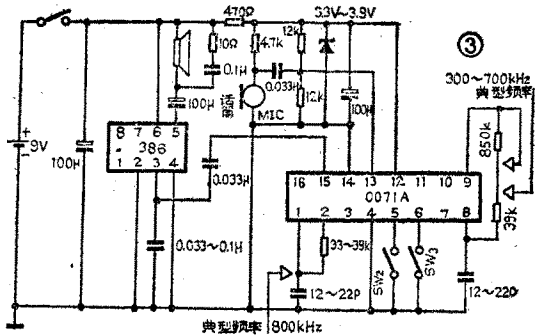 470Ω
12k
3.3V~3.9V
③
10Ω
4.7k
300~700kHz
典型频率
0.1μ
0.033μ
12k
100μ
话筒
MIC
100μ
850k
8 7 6 5
386
1 2 3 4
9V
100μ
0.033μ
16 15 14 13 12 11 10 9
0071A
1 2 3 4 5 6 7 8
39k
0.033~0.1μ
33~39k
SW2
SW3
12~22p
12~22p
典型频率 800kHz